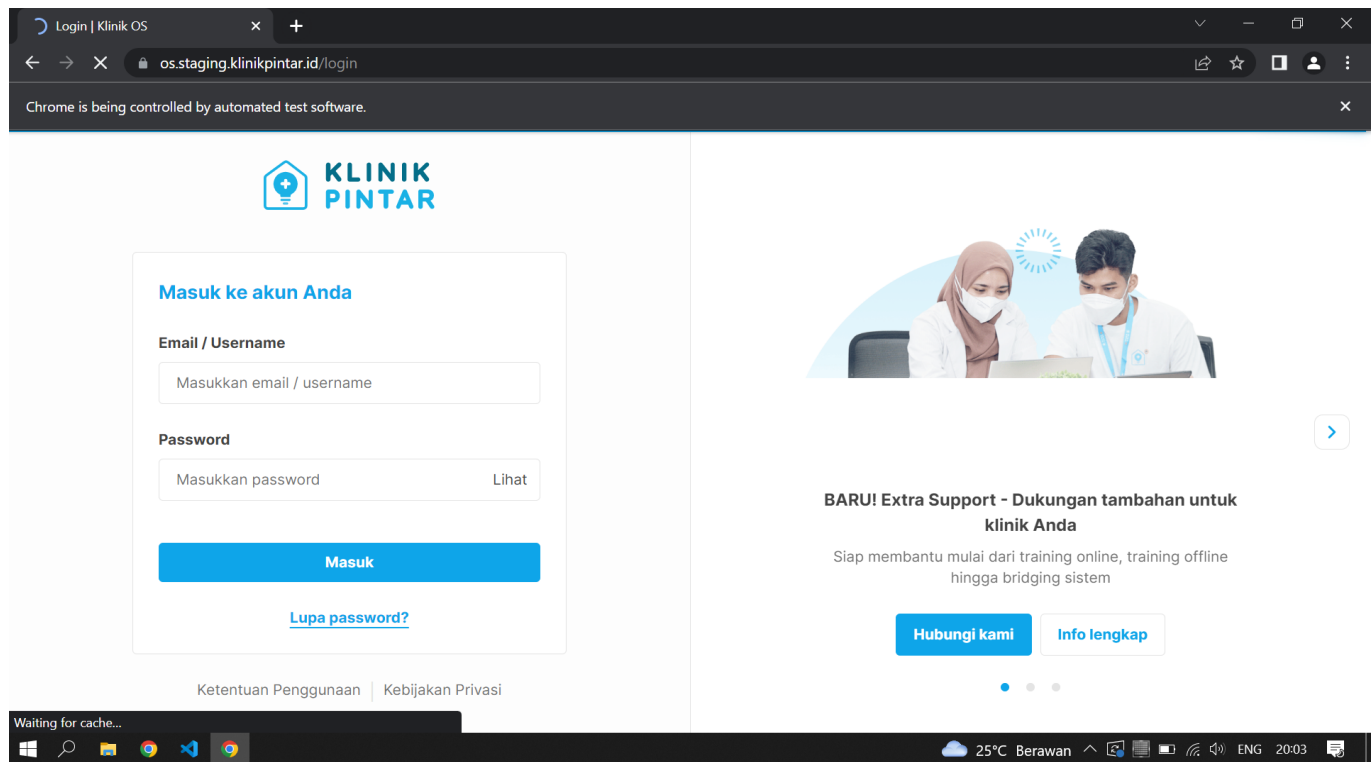 Login | Klinik OS
os.staging.klinikpintar.id/login
Chrome is being controlled by automated test software.
KLINIK
PINTAR
Masuk ke akun Anda
Email / Username
Masukkan email / username
Password
Masukkan password
Lihat
Masuk
Lupa password?
Ketentuan Penggunaan
Kebijakan Privasi
BARU! Extra Support - Dukungan tambahan untuk
klinik Anda
Siap membantu mulai dari training online, training offline
hingga bridging sistem
Hubungi kami
Info lengkap
Waiting for cache...
25°C Berawan
ENG
20:03